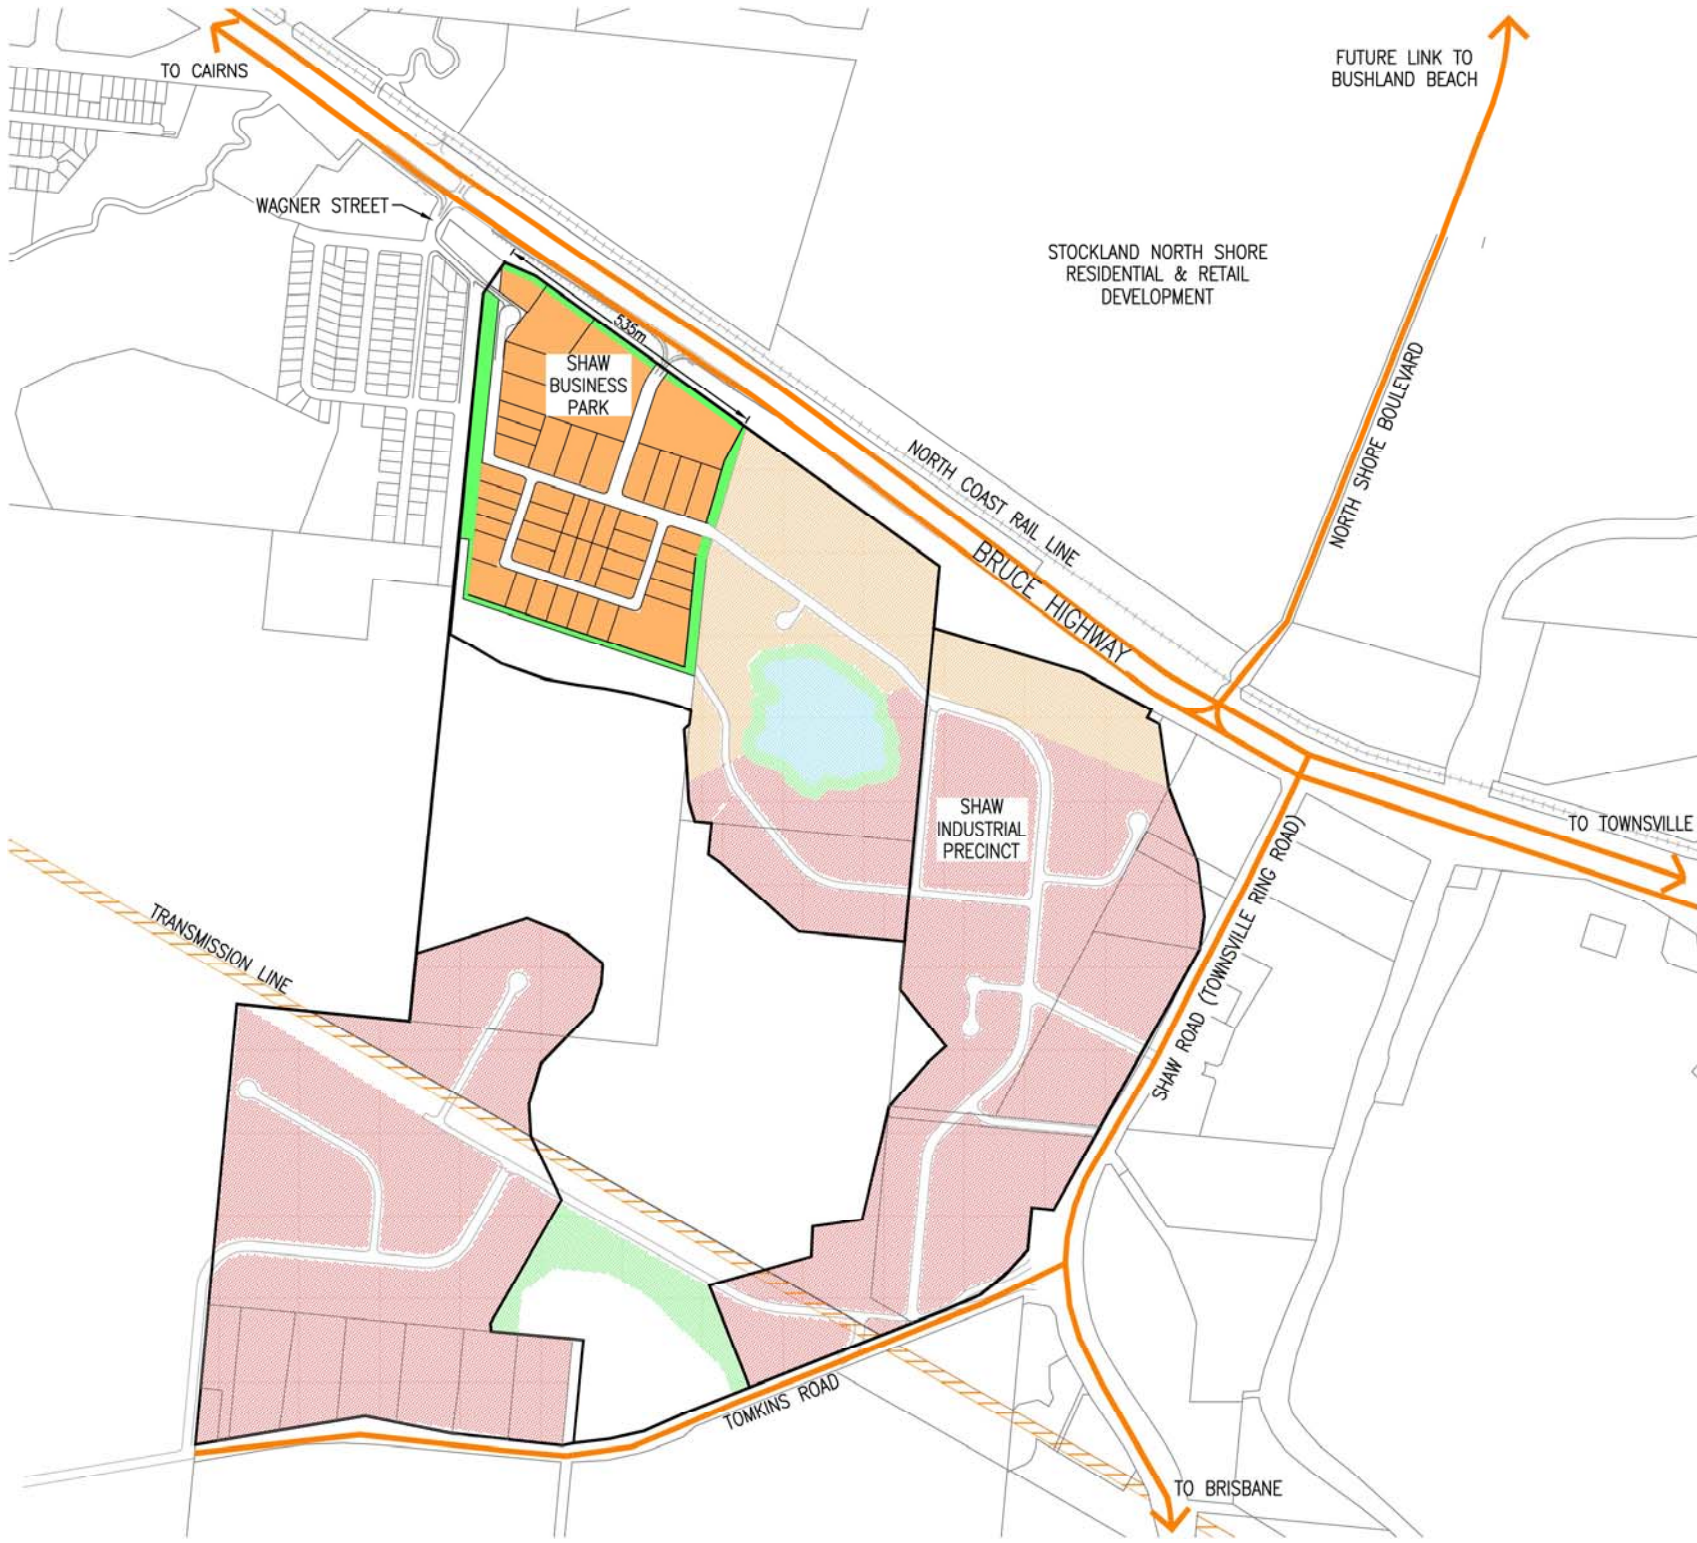 TO CAIRNS
FUTURE LINK TO
BUSHLAND BEACH
WAGNER STREET
STOCKLAND NORTH SHORE
RESIDENTIAL & RETAIL
DEVELOPMENT
535m
SHAW
BUSINESS
PARK
NORTH SHORE BOULEVARD
NORTH COAST RAIL LINE
BRUCE HIGHWAY
SHAW
INDUSTRIAL
PRECINCT
TO TOWNSVILLE
SHAW ROAD (TOWNSVILLE RING ROAD)
TRANSMISSION LINE
TOMKINS ROAD
TO BRISBANE